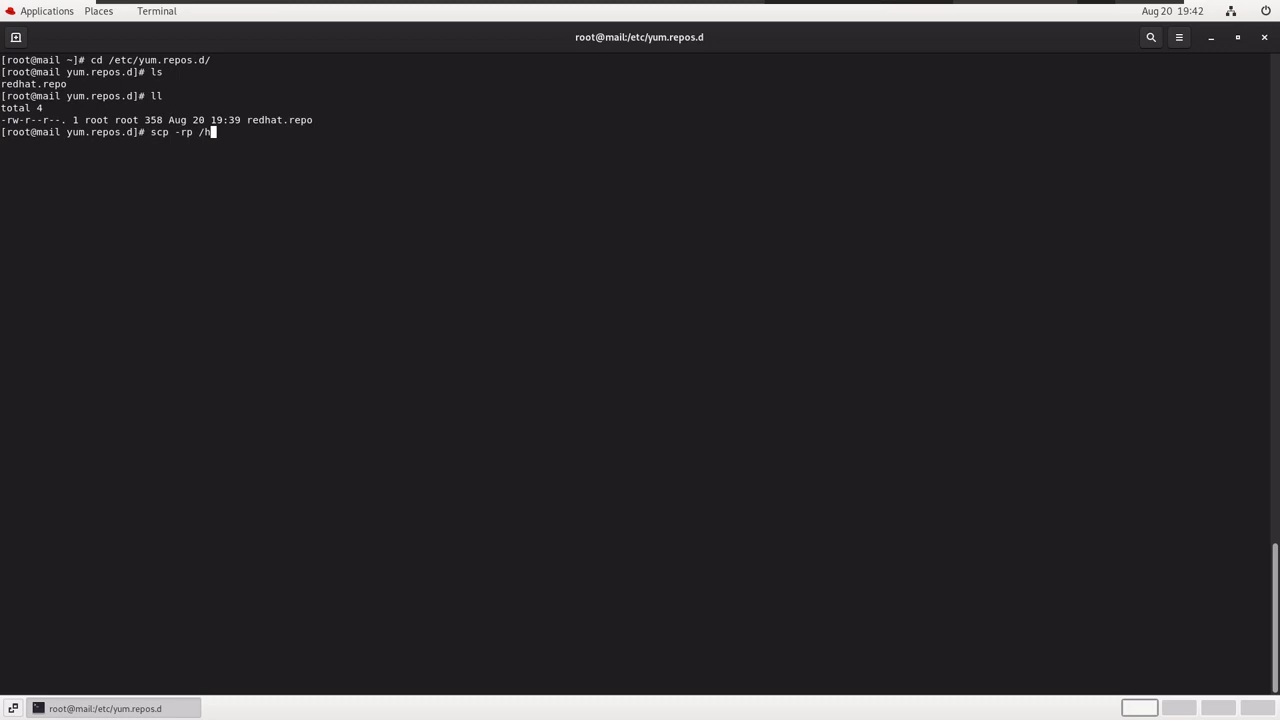 Applications Places Terminal Aug 20 19:42
root@mail:/etc/yum.repos.d
[root@mail ~]# cd /etc/yum.repos.d/
[root@mail yum.repos.d]# ls
redhat.repo
[root@mail yum.repos.d]# ll
total 4
-rw-r--r--. 1 root root 358 Aug 20 19:39 redhat.repo
[root@mail yum.repos.d]# scp -rp /h
root@mail:/etc/yum.repos.d